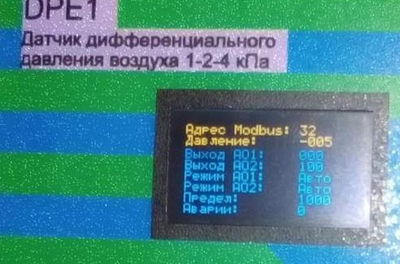 DPE1
Датчик дифференциального
давления воздуха 1-2-4 кПа
Адрес Modbus: 32
Давление: -005
Выход АО1: 000
Выход АО2: 100
Режим АО1: Авто
Режим АО2: Авто
Предел: 1000
Аварии: 0